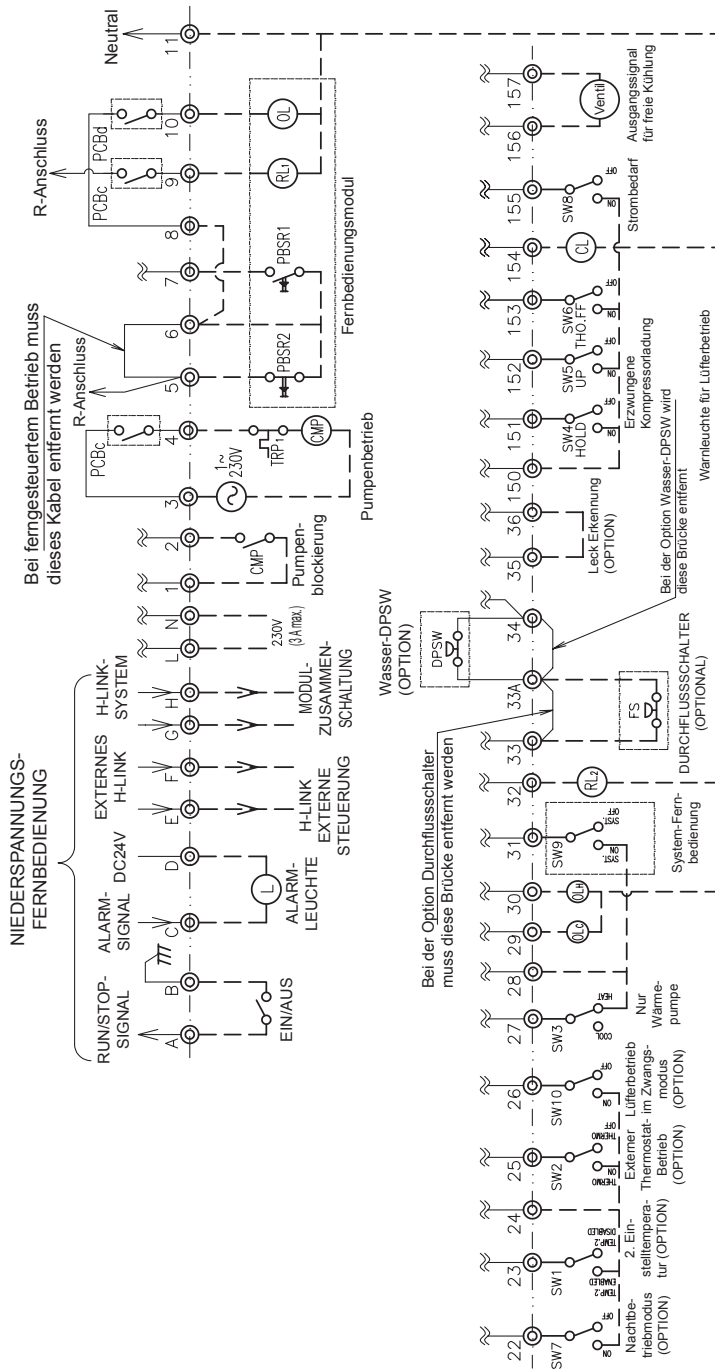 NIEDERSPANNUNGS-
FERNBEDIENUNG
RUN/STOP-
SIGNAL
ALARM-
SIGNAL
DC24V
EXTERNES
H-LINK
H-LINK-
SYSTEM
A
B
C
D
E
F
G
H
L
N
1
2
3
4
5
6
7
8
9
10
11
EIN/AUS
L
ALARM-
LEUCHTE
H-LINK
EXTERNE
STEUERUNG
MODUL-
ZUSAMMEN-
SCHALTUNG
230V
(3 A max.)
CMP
Pumpen-
blockierung
PCBc
1~
230V
TRP1
CMP
Pumpenbetrieb
Bei ferngesteuertem Betrieb muss
dieses Kabel entfernt werden
R-Anschluss
PBSR2
PBSR1
Fernbedienungsmodul
R-Anschluss
PCBc
PCBd
RL1
OL
Neutral
22
23
24
25
26
27
28
29
30
31
32
33
33A
34
35
36
150
151
152
153
154
155
156
157
SW7
ON
OFF
Nachtbe-
triebmodus
(OPTION)
SW1
TEMP.2
ENABLED
TEMP.2
DISABLED
2. Ein-
stelltempera-
tur (OPTION)
SW2
THERMO
ON
THERMO
OFF
Externer
Thermostat-
Betrieb
(OPTION)
SW10
ON
OFF
Lüfterbetrieb
im Zwangs-
modus
(OPTION)
SW3
COOL
HEAT
Nur
Wärme-
pumpe
OLC
OLH
SW9
SYST.
ON
SYST.
OFF
System-Fern-
bedienung
RL2
Bei der Option Durchflussschalter
muss diese Brücke entfernt werden
FS
DURCHFLUSSSCHALTER
(OPTIONAL)
Wasser-DPSW
(OPTION)
DPSW
Bei der Option Wasser-DPSW wird
diese Brücke entfernt
Leck Erkennung
(OPTION)
SW4
HOLD
ON
OFF
SW5
UP
ON
OFF
SW6
THO.FF
ON
OFF
Erzwungene
Kompressorladung
CL
Warnleuchte für Lüfterbetrieb
SW8
ON
OFF
Strombedarf
Ventil
Ausgangssignal
für freie Kühlung